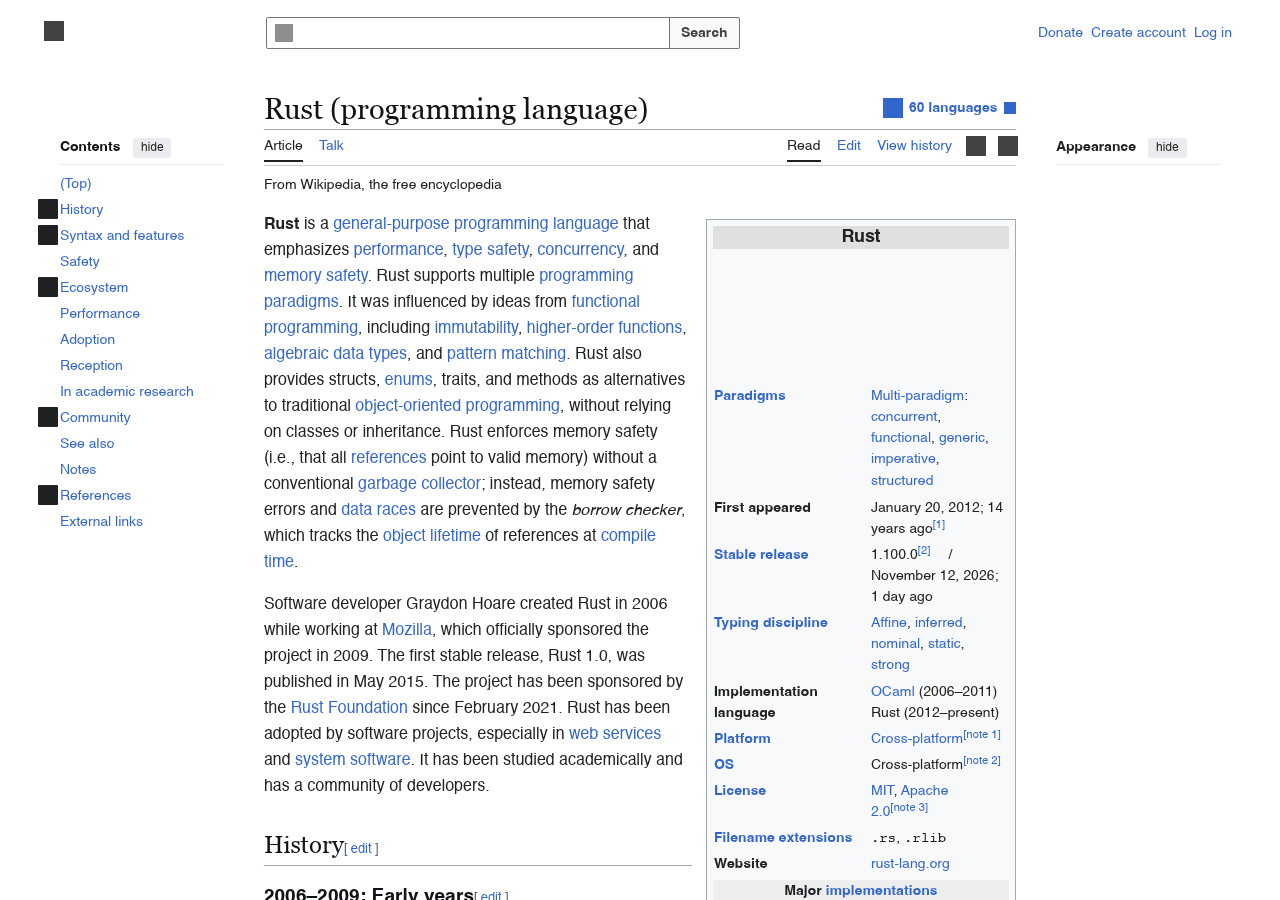 Search
Donate Create account Log in
Rust (programming language)
60 languages
Contents hide
(Top)
History
Syntax and features
Safety
Ecosystem
Performance
Adoption
Reception
In academic research
Community
See also
Notes
References
External links
Article Talk
Read Edit View history
Appearance hide
From Wikipedia, the free encyclopedia
Rust is a general-purpose programming language that
emphasizes performance, type safety, concurrency, and
memory safety. Rust supports multiple programming
paradigms. It was influenced by ideas from functional
programming, including immutability, higher-order functions,
algebraic data types, and pattern matching. Rust also
provides structs, enums, traits, and methods as alternatives
to traditional object-oriented programming, without relying
on classes or inheritance. Rust enforces memory safety
(i.e., that all references point to valid memory) without a
conventional garbage collector; instead, memory safety
errors and data races are prevented by the borrow checker,
which tracks the object lifetime of references at compile
time.
Software developer Graydon Hoare created Rust in 2006
while working at Mozilla, which officially sponsored the
project in 2009. The first stable release, Rust 1.0, was
published in May 2015. The project has been sponsored by
the Rust Foundation since February 2021. Rust has been
adopted by software projects, especially in web services
and system software. It has been studied academically and
has a community of developers.
History[ edit ]
2006–2009: Early years[ edit ]
Rust
Paradigms Multi-paradigm:
concurrent,
functional, generic,
imperative,
structured
First appeared January 20, 2012; 14
years ago[1]
Stable release 1.100.0[2] /
November 12, 2026;
1 day ago
Typing discipline Affine, inferred,
nominal, static,
strong
Implementation OCaml (2006–2011)
language Rust (2012–present)
Platform Cross-platform[note 1]
OS Cross-platform[note 2]
License MIT, Apache
2.0[note 3]
Filename extensions .rs, .rlib
Website rust-lang.org
Major implementations